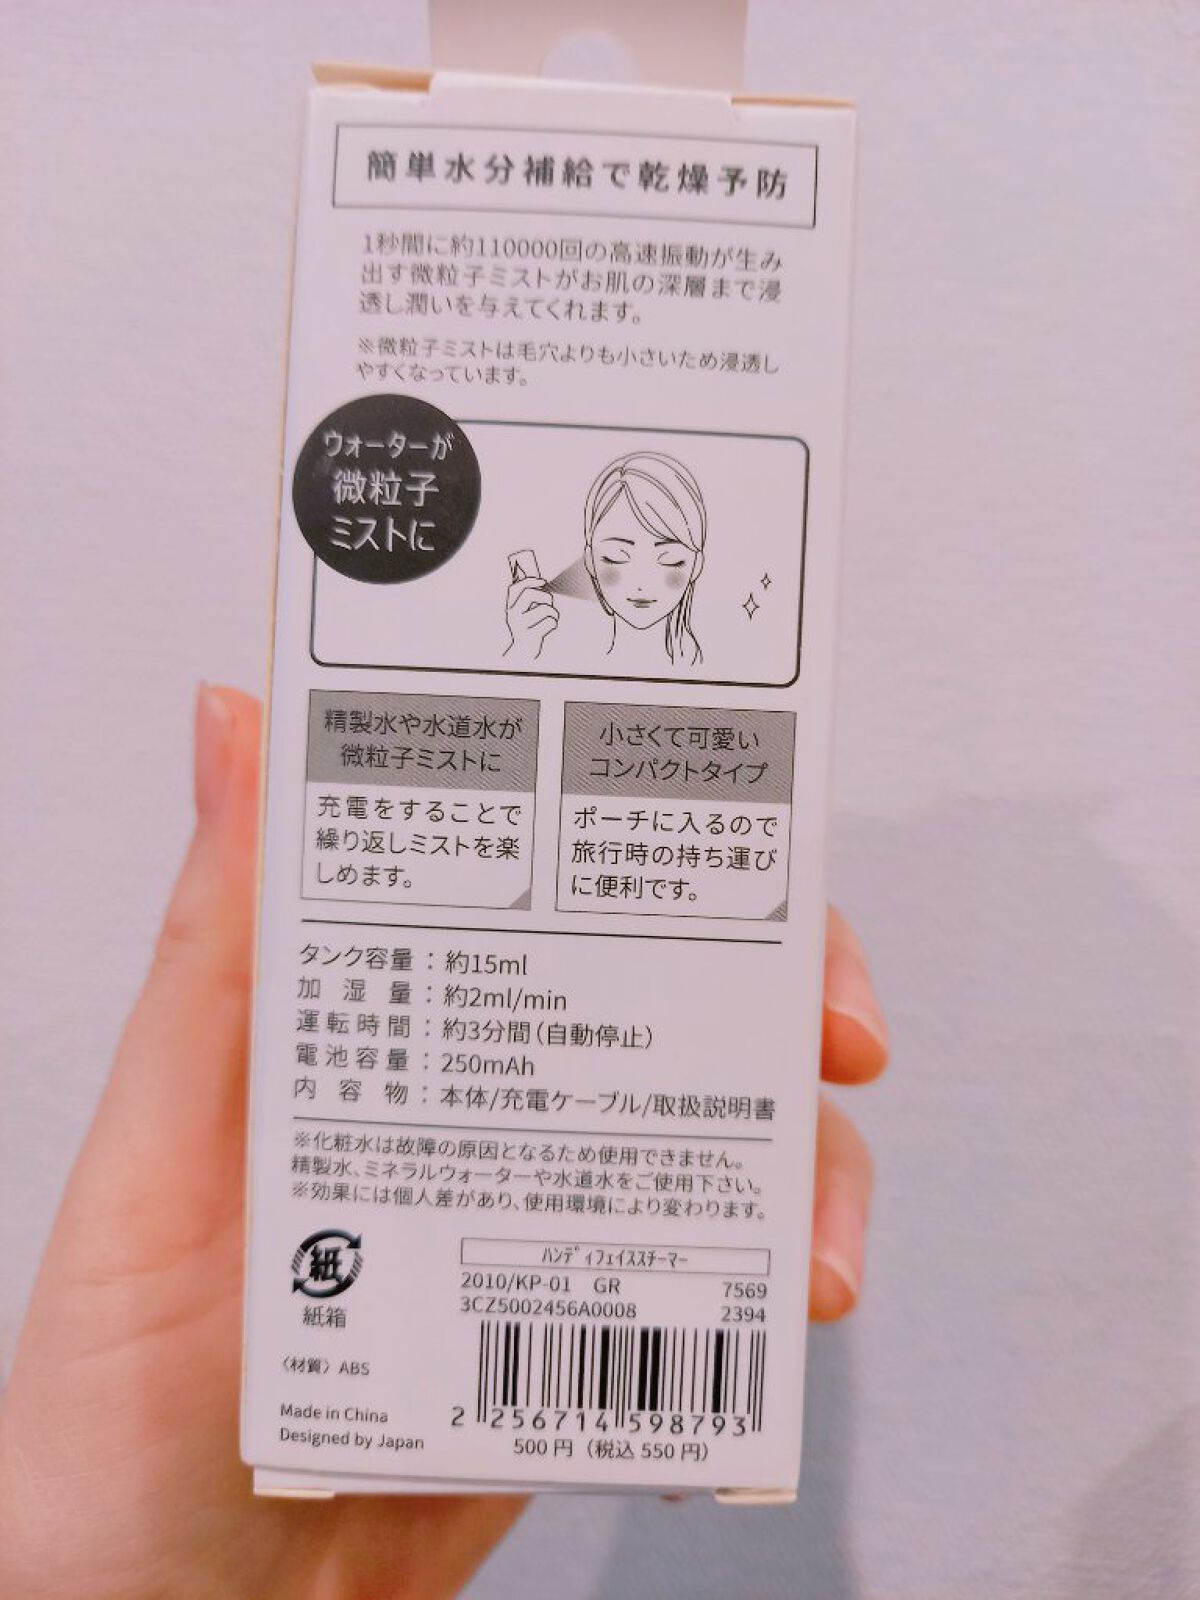 簡単水分補給で乾燥予防
1秒間に約110000回の高速振動が生み
出す微粒子ミストがお肌の深層まで浸
透し潤いを与えてくれます。
※微粒子ミストは毛穴よりも小さいため浸透し
やすくなっています。
ウォーターが
微粒子
ミストに
精製水や水道水が
微粒子ミストに
充電をすることで
繰り返しミストを楽
しめます。
小さくて可愛い
コンパクトタイプ
ポーチに入るので
旅行時の持ち運び
に便利です。
タンク容量：約15ml
加湿量：約2ml/min
運転時間：約3分間（自動停止）
電池容量：250mAh
内容物：本体/充電ケーブル/取扱説明書
※化粧水は故障の原因となるため使用できません。
精製水、ミネラルウォーターや水道水をご使用下さい。
※効果には個人差があり、使用環境により変わります。
紙
紙箱
〈材質〉ABS
Made in China
Designed by Japan
ﾊﾝﾃﾞｨﾌｪｲｽｽﾁｰﾏｰ
2010/KP-01 GR 7569
3CZ5002456A0008 2394
2 256714 598793
500円（税込 550円）